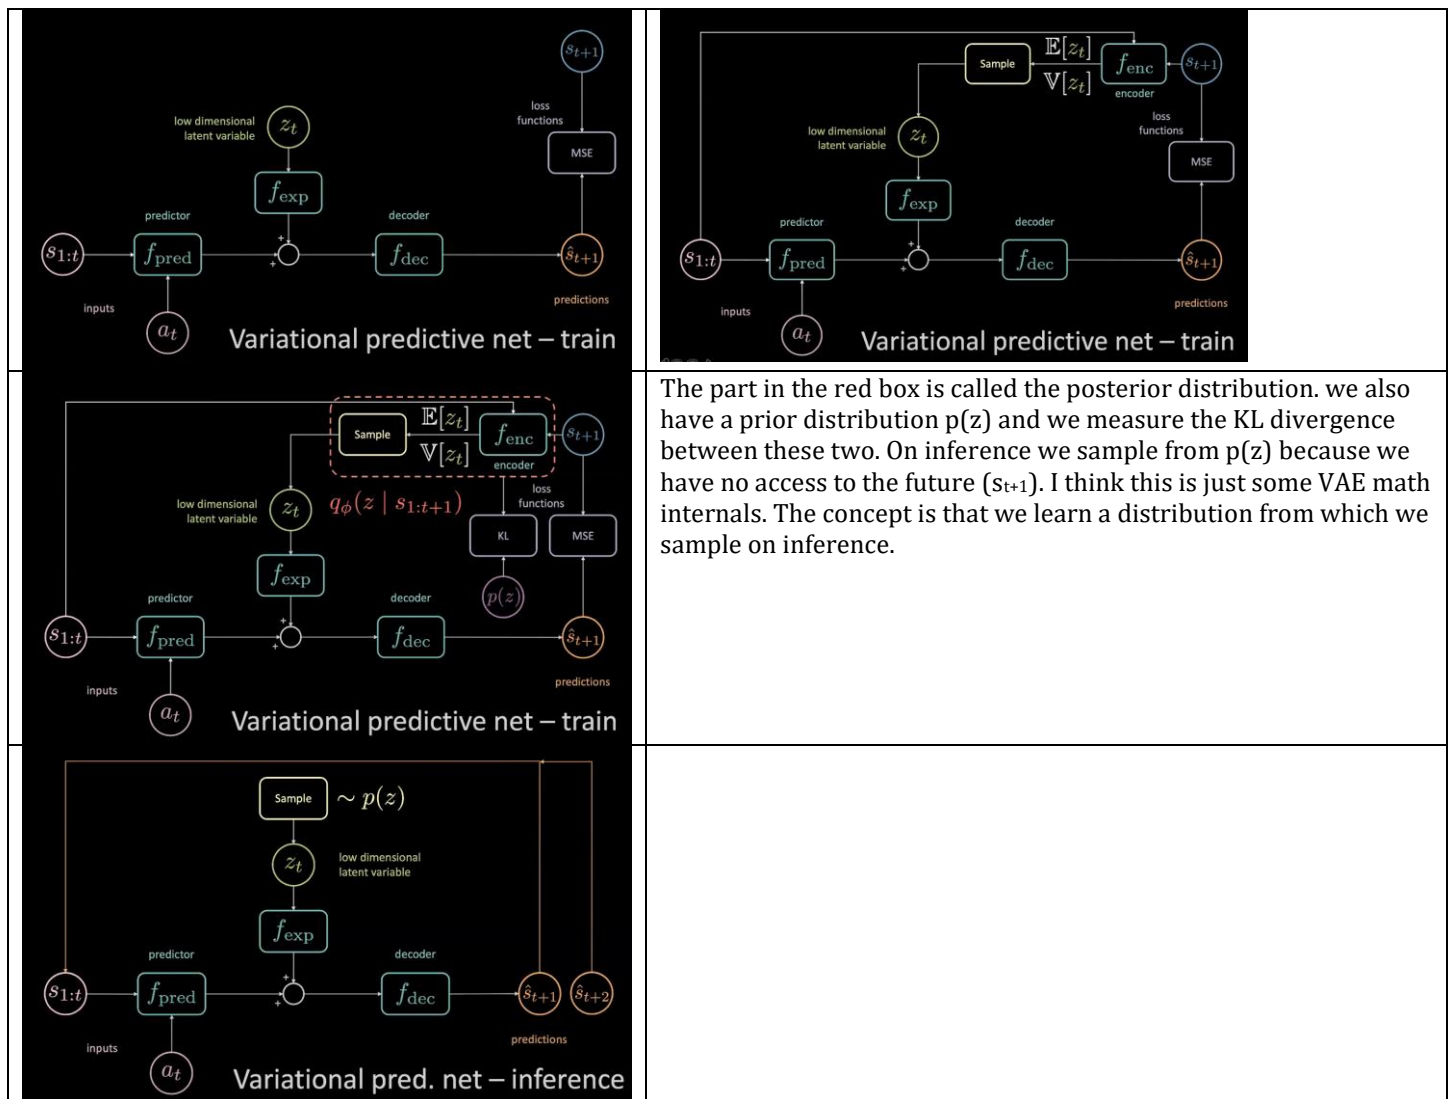 s_{t+1}
low dimensional
latent variable
z_t
loss
functions
MSE
f_exp
predictor
decoder
s_{1:t}
f_pred
+
+
f_dec
ŝ_{t+1}
inputs
predictions
a_t
Variational predictive net – train
Sample
𝔼[z_t]
𝕍[z_t]
f_enc
s_{t+1}
encoder
low dimensional
latent variable
z_t
loss
functions
MSE
f_exp
predictor
decoder
s_{1:t}
f_pred
+
+
f_dec
ŝ_{t+1}
inputs
predictions
a_t
Variational predictive net – train
Sample
𝔼[z_t]
𝕍[z_t]
f_enc
s_{t+1}
encoder
low dimensional
latent variable
z_t
q_ϕ(z | s_{1:t+1})
loss
functions
KL
MSE
f_exp
p(z)
predictor
decoder
s_{1:t}
f_pred
+
+
f_dec
ŝ_{t+1}
inputs
predictions
a_t
Variational predictive net – train
The part in the red box is called the posterior distribution. we also
have a prior distribution p(z) and we measure the KL divergence
between these two. On inference we sample from p(z) because we
have no access to the future (s_{t+1}). I think this is just some VAE math
internals. The concept is that we learn a distribution from which we
sample on inference.
Sample ∼ p(z)
z_t
low dimensional
latent variable
f_exp
predictor
decoder
s_{1:t}
f_pred
+
+
f_dec
ŝ_{t+1}
ŝ_{t+2}
inputs
predictions
a_t
Variational pred. net – inference